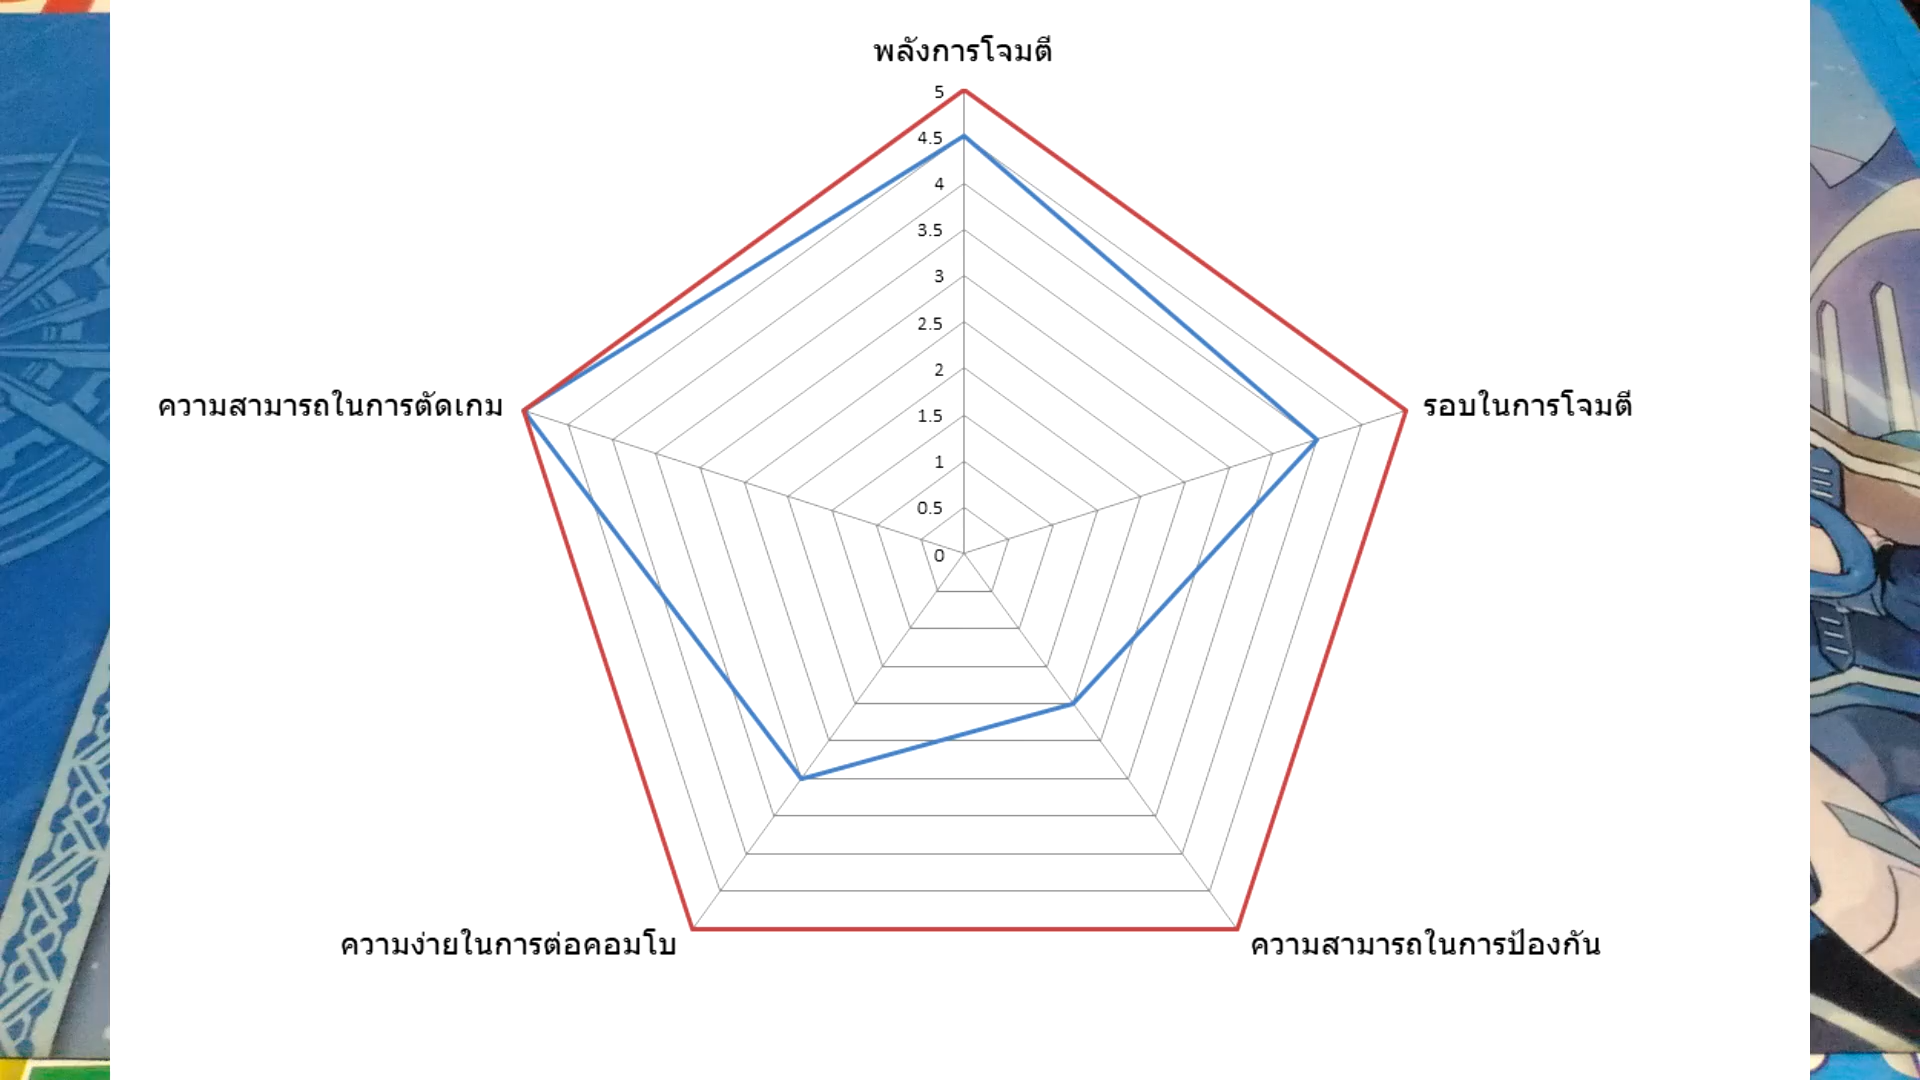 พลังการโจมตี
5
4.5
4
3.5
3
2.5
2
1.5
1
0.5
0
ความสามารถในการตัดเกม
รอบในการโจมตี
ความง่ายในการต่อคอมโบ
ความสามารถในการป้องกัน